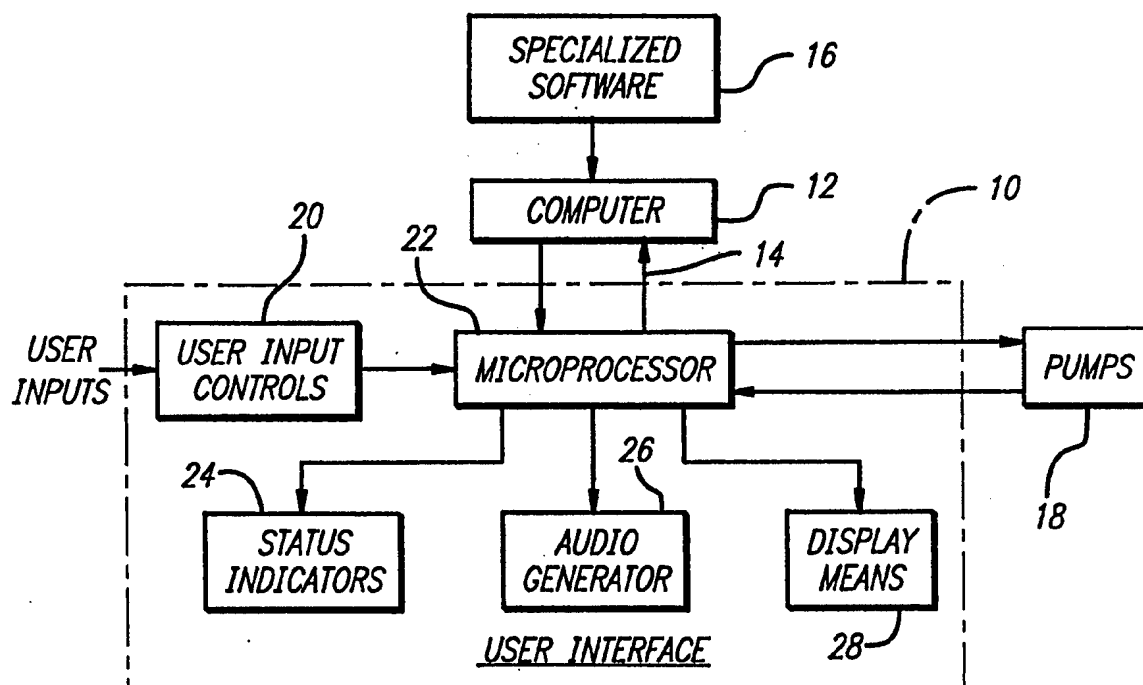 SPECIALIZED
SOFTWARE
16
COMPUTER
12
10
20
22
14
USER
INPUTS
USER INPUT
CONTROLS
MICROPROCESSOR
PUMPS
18
24
STATUS
INDICATORS
26
AUDIO
GENERATOR
DISPLAY
MEANS
28
USER INTERFACE